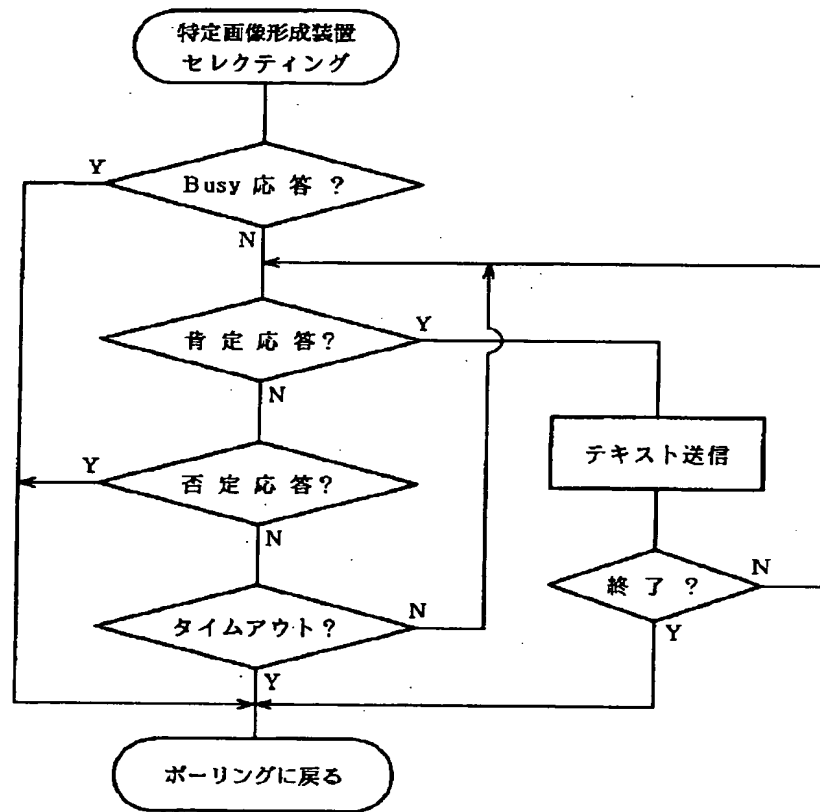 特定画像形成装置
セレクティング
Y
Busy 応答 ?
N
肯定応答?
Y
N
テキスト送信
Y
否定応答?
N
終了?
N
タイムアウト?
N
Y
Y
ポーリングに戻る